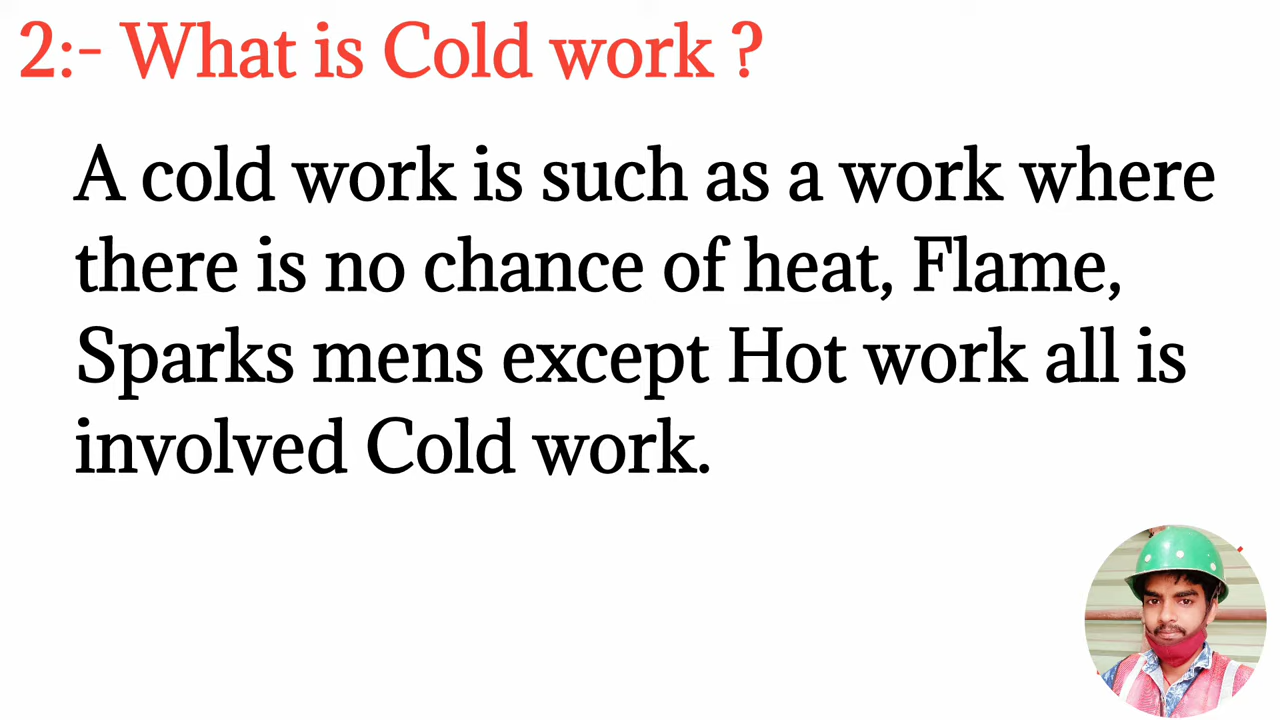 2:- What is Cold work ?
A cold work is such as a work where
there is no chance of heat, Flame,
Sparks mens except Hot work all is
involved Cold work.